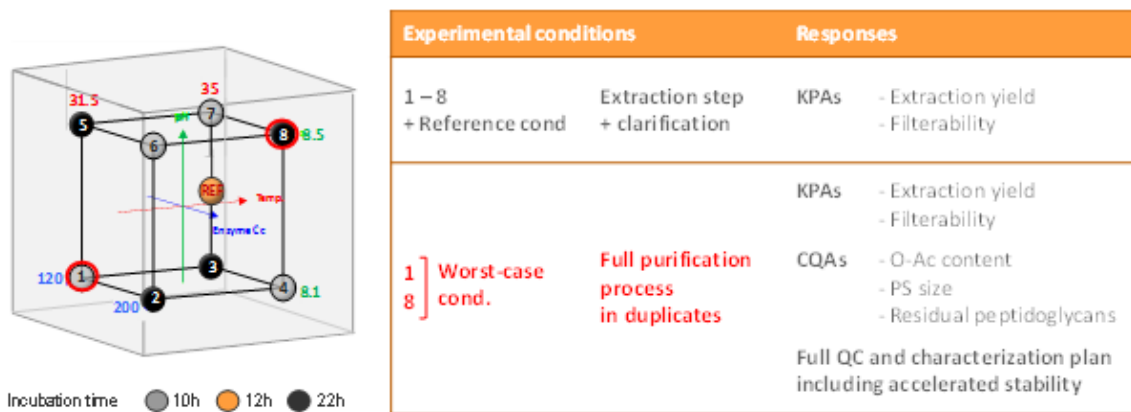 31.5
35
pH
5
7
6
8
8.5
REF
Temp.
Enzyme Cc
120
1
3
2
4
200
8.1
Incubation time 10h 12h 22h
Experimental conditions Responses
1 – 8 Extraction step KPAs - Extraction yield
+ Reference cond + clarification - Filterability
KPAs - Extraction yield
- Filterability
1 Worst-case Full purification CQAs - O-Ac content
8 cond. process - PS size
in duplicates - Residual peptidoglycans
Full QC and characterization plan
including accelerated stability